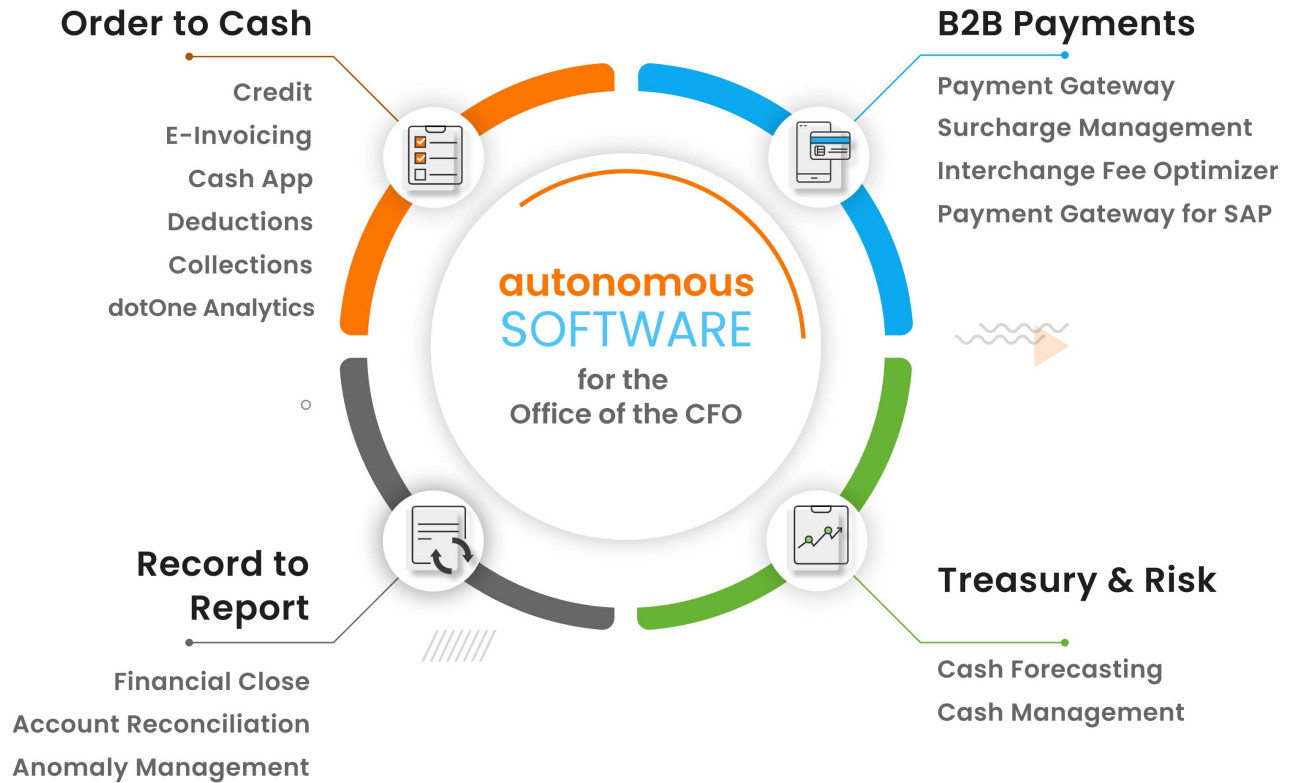 Order to Cash
Credit
E-Invoicing
Cash App
Deductions
Collections
dotOne Analytics
B2B Payments
Payment Gateway
Surcharge Management
Interchange Fee Optimizer
Payment Gateway for SAP
autonomous
SOFTWARE
for the
Office of the CFO
Record to
Report
Financial Close
Account Reconciliation
Anomaly Management
Treasury & Risk
Cash Forecasting
Cash Management